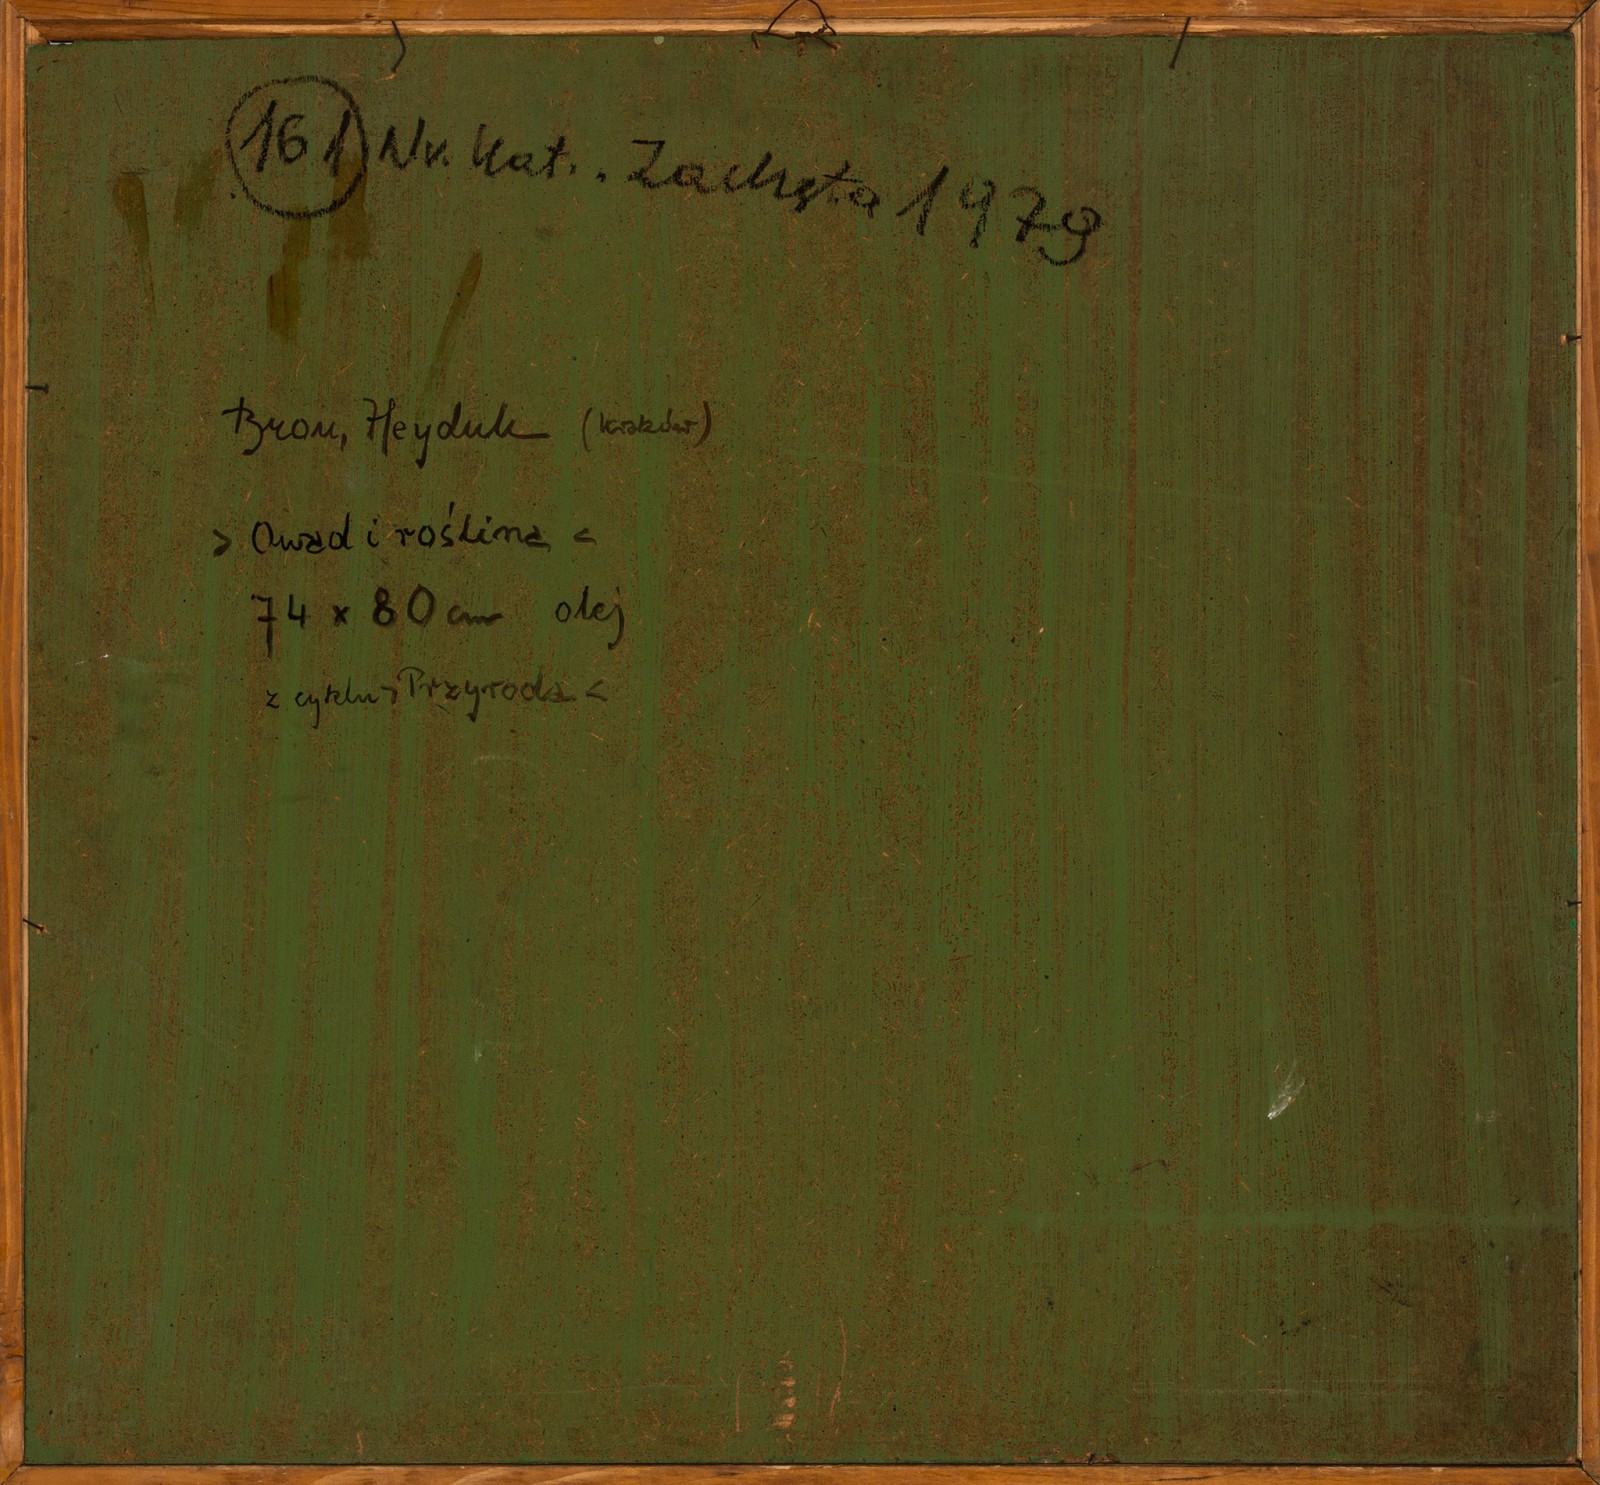 161 Nr. Kat.. Zachęta 1979
Bron, Heyduk (Kraków)
> Owad i roślina <
74 x 80 cm olej
z cyklu > Przyroda <